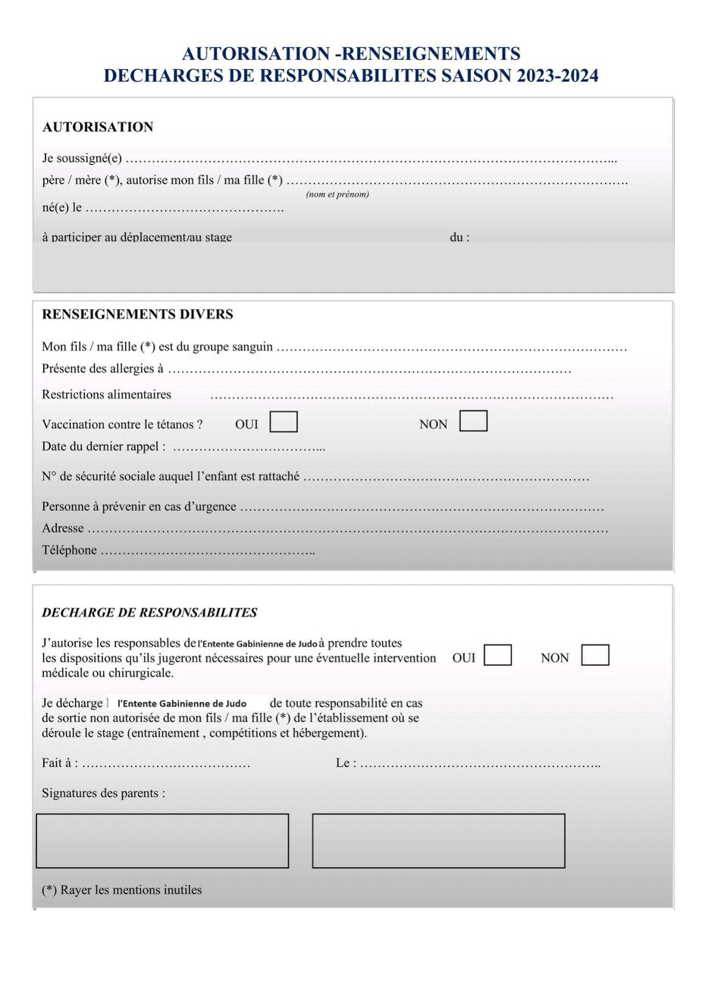 AUTORISATION -RENSEIGNEMENTS
DECHARGES DE RESPONSABILITES SAISON 2023-2024
AUTORISATION
Je soussigné(e) ……………………………………………………………………………………………………...
père / mère (*), autorise mon fils / ma fille (*) …………………………………………………………………….
(nom et prénom)
né(e) le ……………………………………….
à participer au déplacement/au stage du :
RENSEIGNEMENTS DIVERS
Mon fils / ma fille (*) est du groupe sanguin ………………………………………………………………………
Présente des allergies à …………………………………………………………………………………
Restrictions alimentaires …………………………………………………………………………………
Vaccination contre le tétanos ? OUI NON
Date du dernier rappel : ……………………………...
N° de sécurité sociale auquel l’enfant est rattaché …………………………………………………………
Personne à prévenir en cas d’urgence …………………………………………………………………………
Adresse …………………………………………………………………………………………………………
Téléphone …………………………………………..
DECHARGE DE RESPONSABILITES
J’autorise les responsables de l'Entente Gabinienne de Judo à prendre toutes
les dispositions qu’ils jugeront nécessaires pour une éventuelle intervention OUI NON
médicale ou chirurgicale.
Je décharge l'Entente Gabinienne de Judo de toute responsabilité en cas
de sortie non autorisée de mon fils / ma fille (*) de l’établissement où se
déroule le stage (entraînement , compétitions et hébergement).
Fait à : ………………………………… Le : ………………………………………………..
Signatures des parents :
(*) Rayer les mentions inutiles